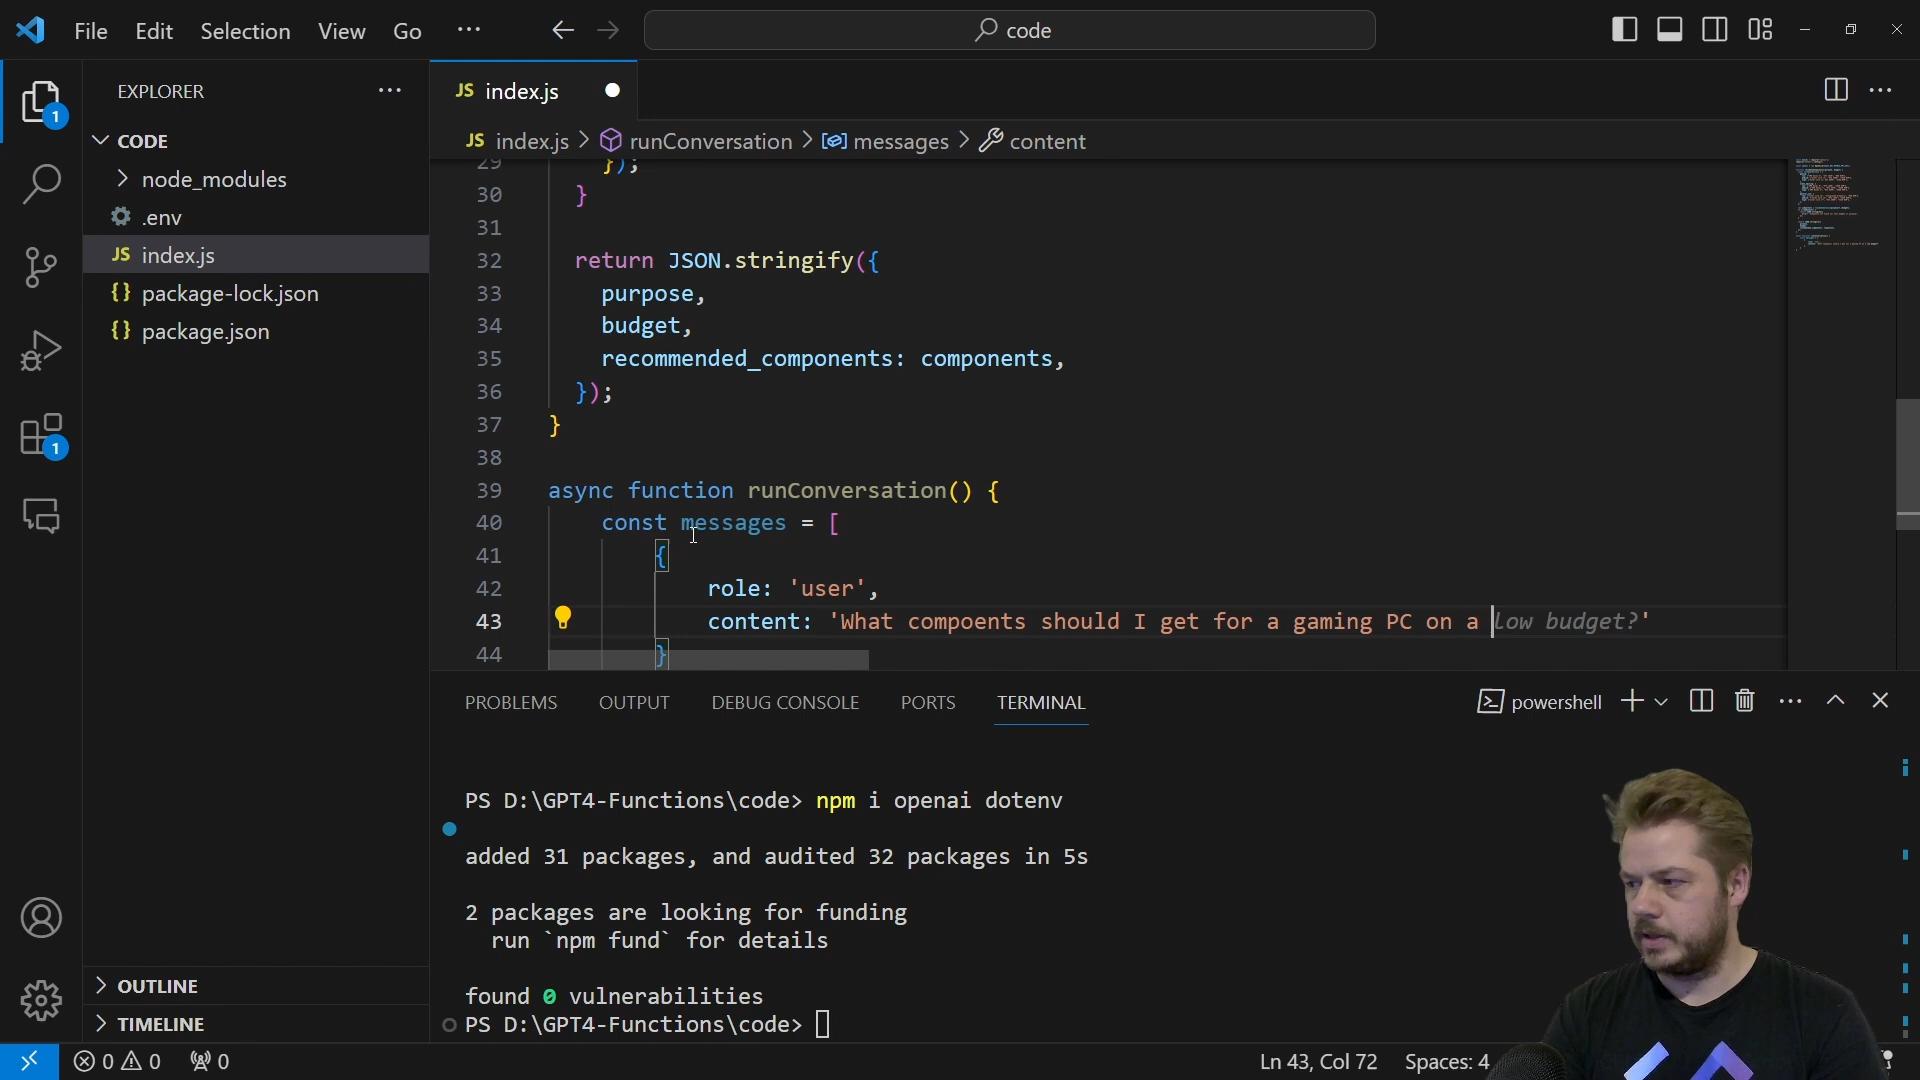 File Edit Selection View Go ...
code
EXPLORER ...
JS index.js
1
CODE
JS index.js > runConversation > messages > content
node_modules
.env
JS index.js
{} package-lock.json
{} package.json
1
29 });
30 }
31
32 return JSON.stringify({
33 purpose,
34 budget,
35 recommended_components: components,
36 });
37 }
38
39 async function runConversation() {
40 const messages = [
41 {
42 role: 'user',
43 content: 'What compoents should I get for a gaming PC on a low budget?'
44 }
PROBLEMS OUTPUT DEBUG CONSOLE PORTS TERMINAL powershell
PS D:\GPT4-Functions\code> npm i openai dotenv
added 31 packages, and audited 32 packages in 5s
2 packages are looking for funding
run `npm fund` for details
found 0 vulnerabilities
PS D:\GPT4-Functions\code>
OUTLINE
TIMELINE
0 0 0 Ln 43, Col 72 Spaces: 4